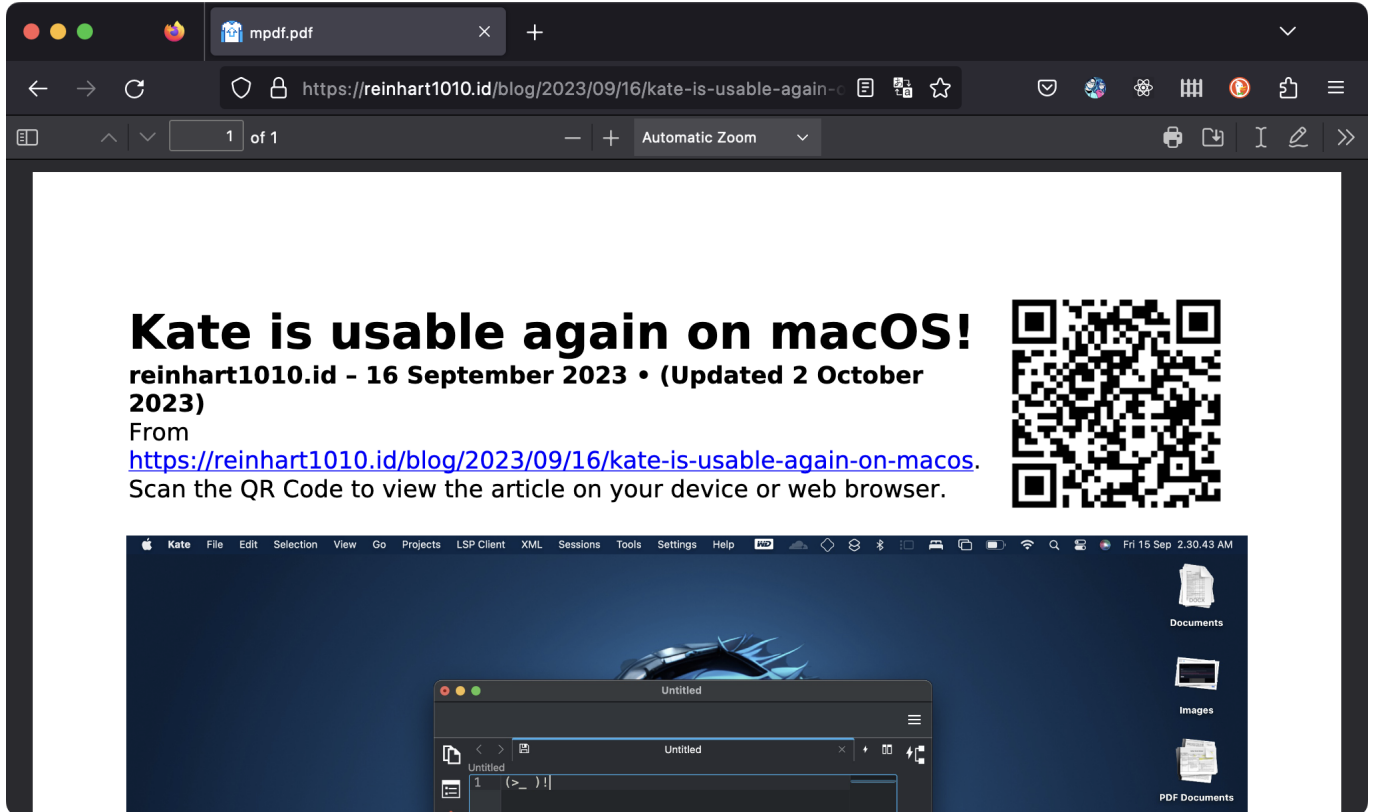 mpdf.pdf
https://reinhart1010.id/blog/2023/09/16/kate-is-usable-again-o
1 of 1
Automatic Zoom
Kate is usable again on macOS!
reinhart1010.id – 16 September 2023 • (Updated 2 October
2023)
From
https://reinhart1010.id/blog/2023/09/16/kate-is-usable-again-on-macos.
Scan the QR Code to view the article on your device or web browser.
Kate File Edit Selection View Go Projects LSP Client XML Sessions Tools Settings Help WD Fri 15 Sep 2.30.43 AM
DOCX
Documents
Untitled
Images
Untitled
Untitled
1 (>_ )!
PDF Documents